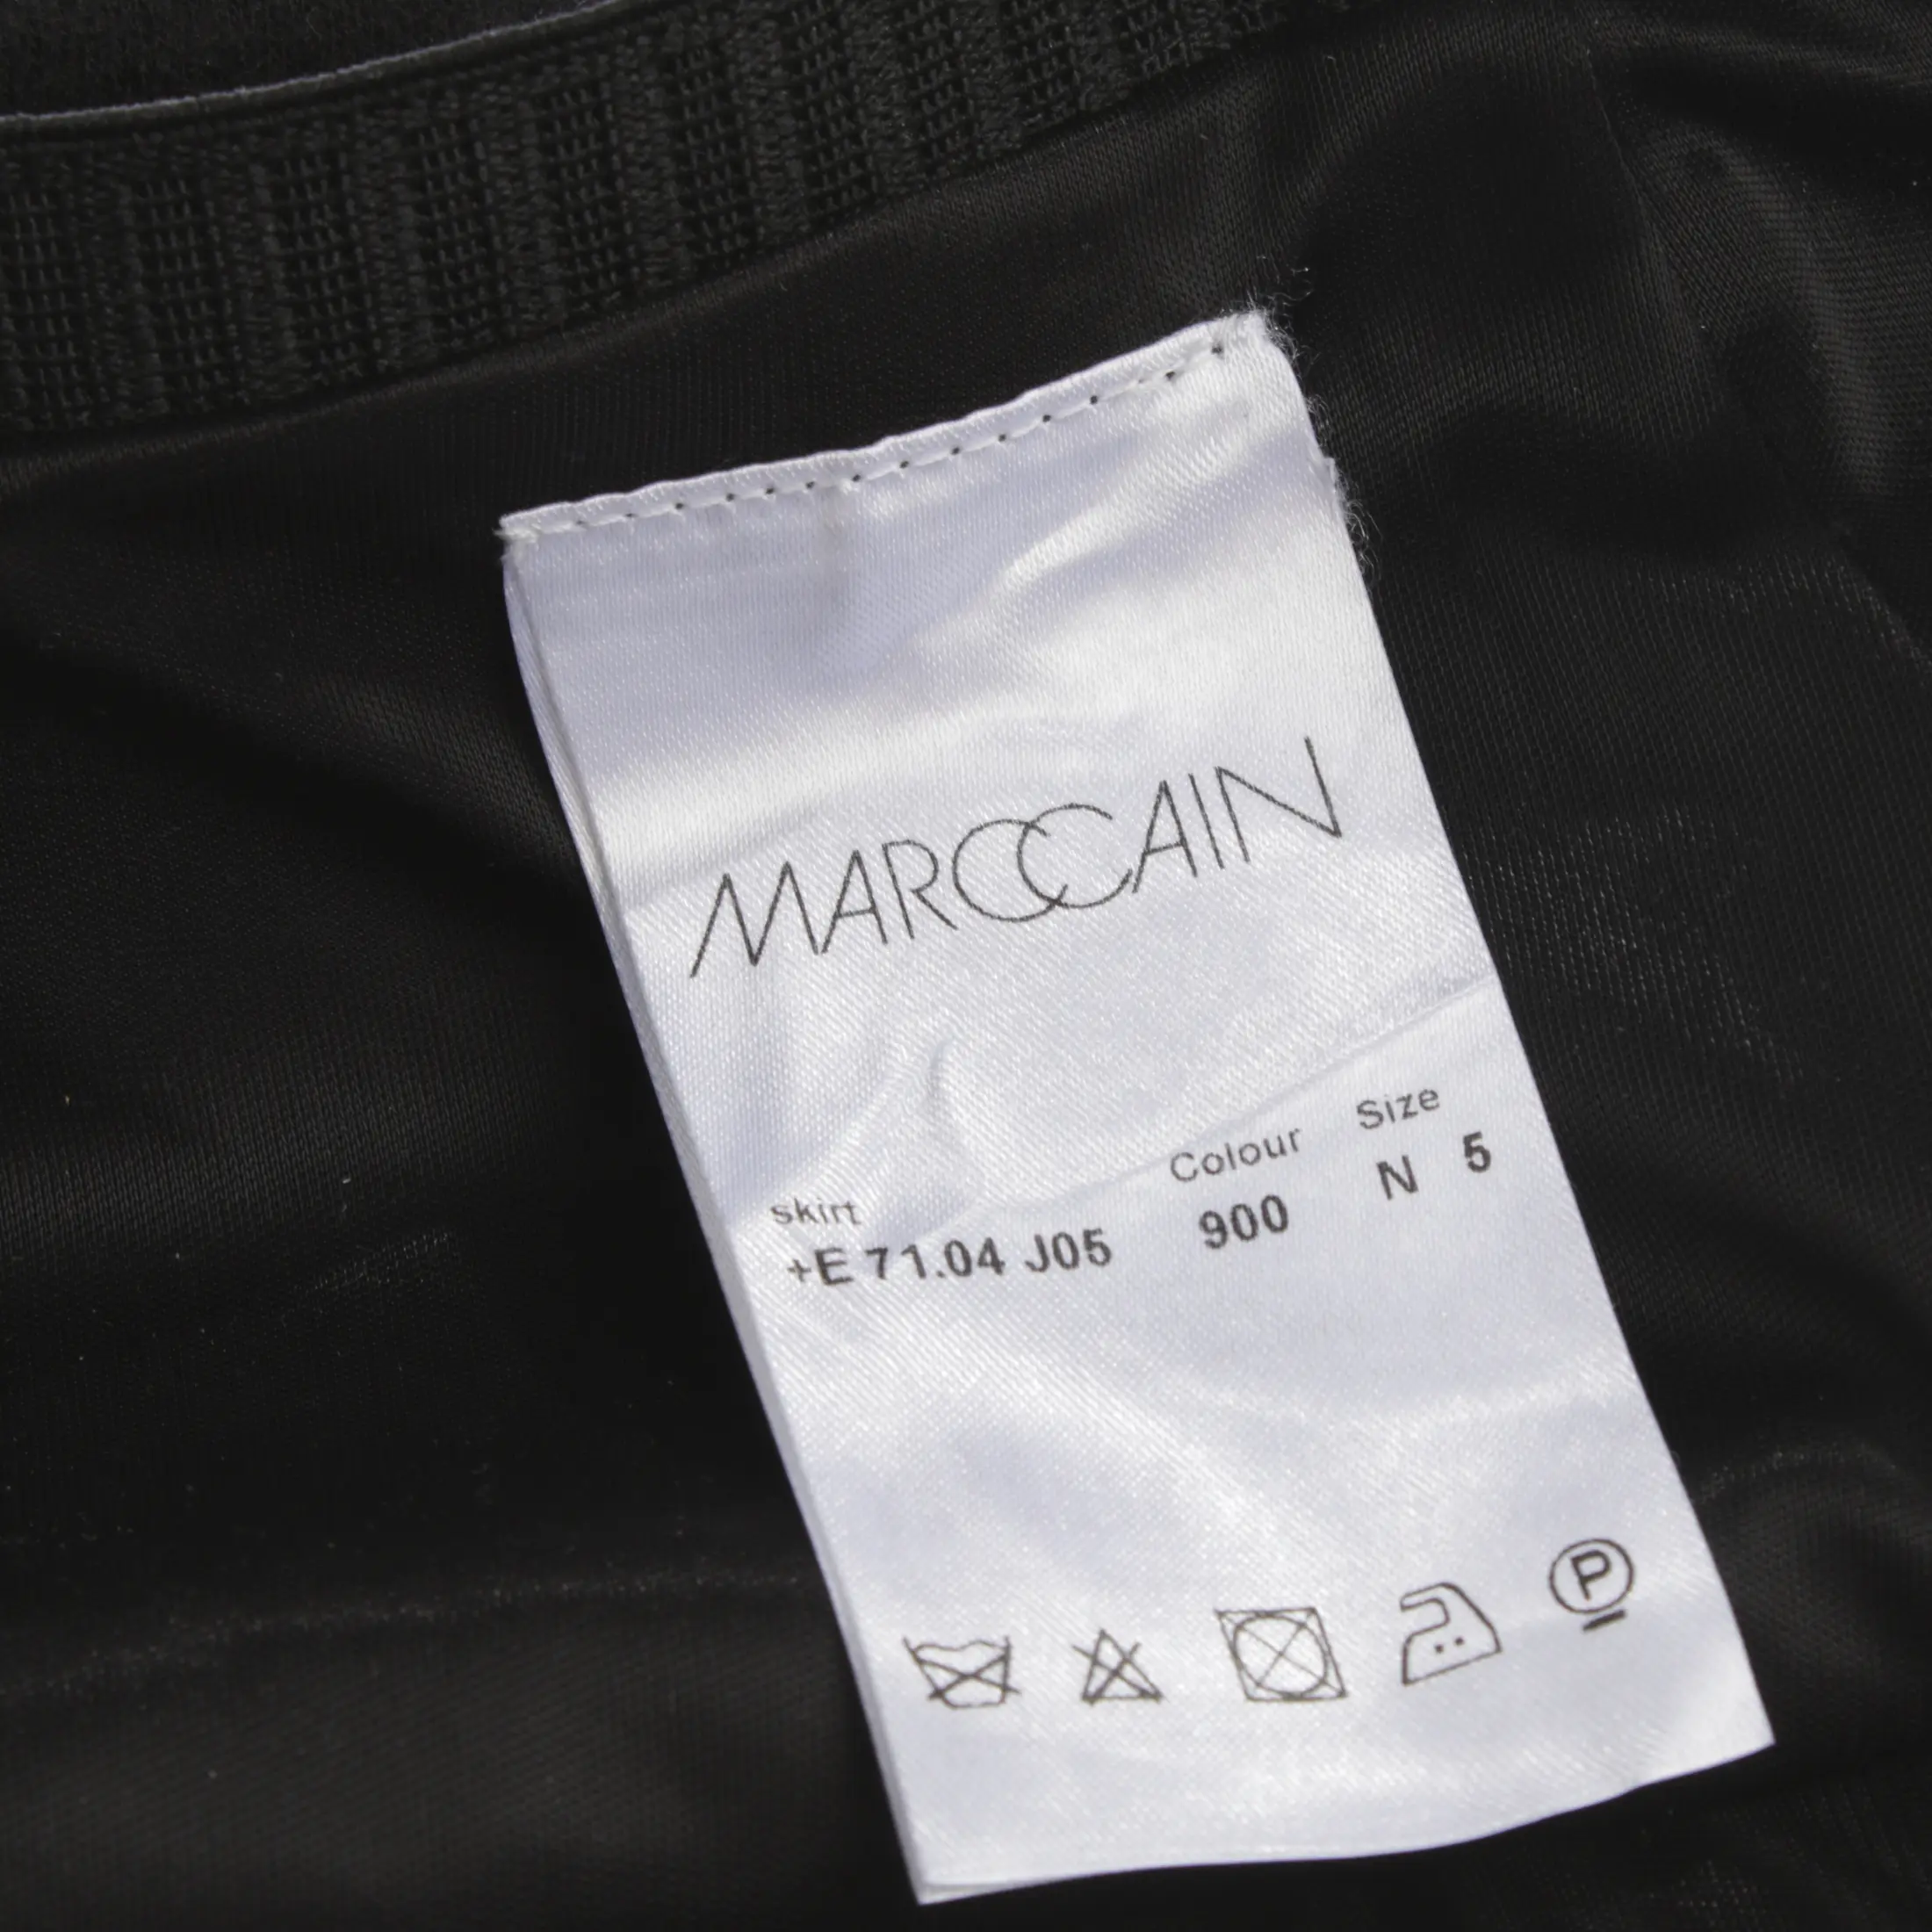 MARCCAIN
skirt Colour Size
+E 71.04 J05 900 N 5
P